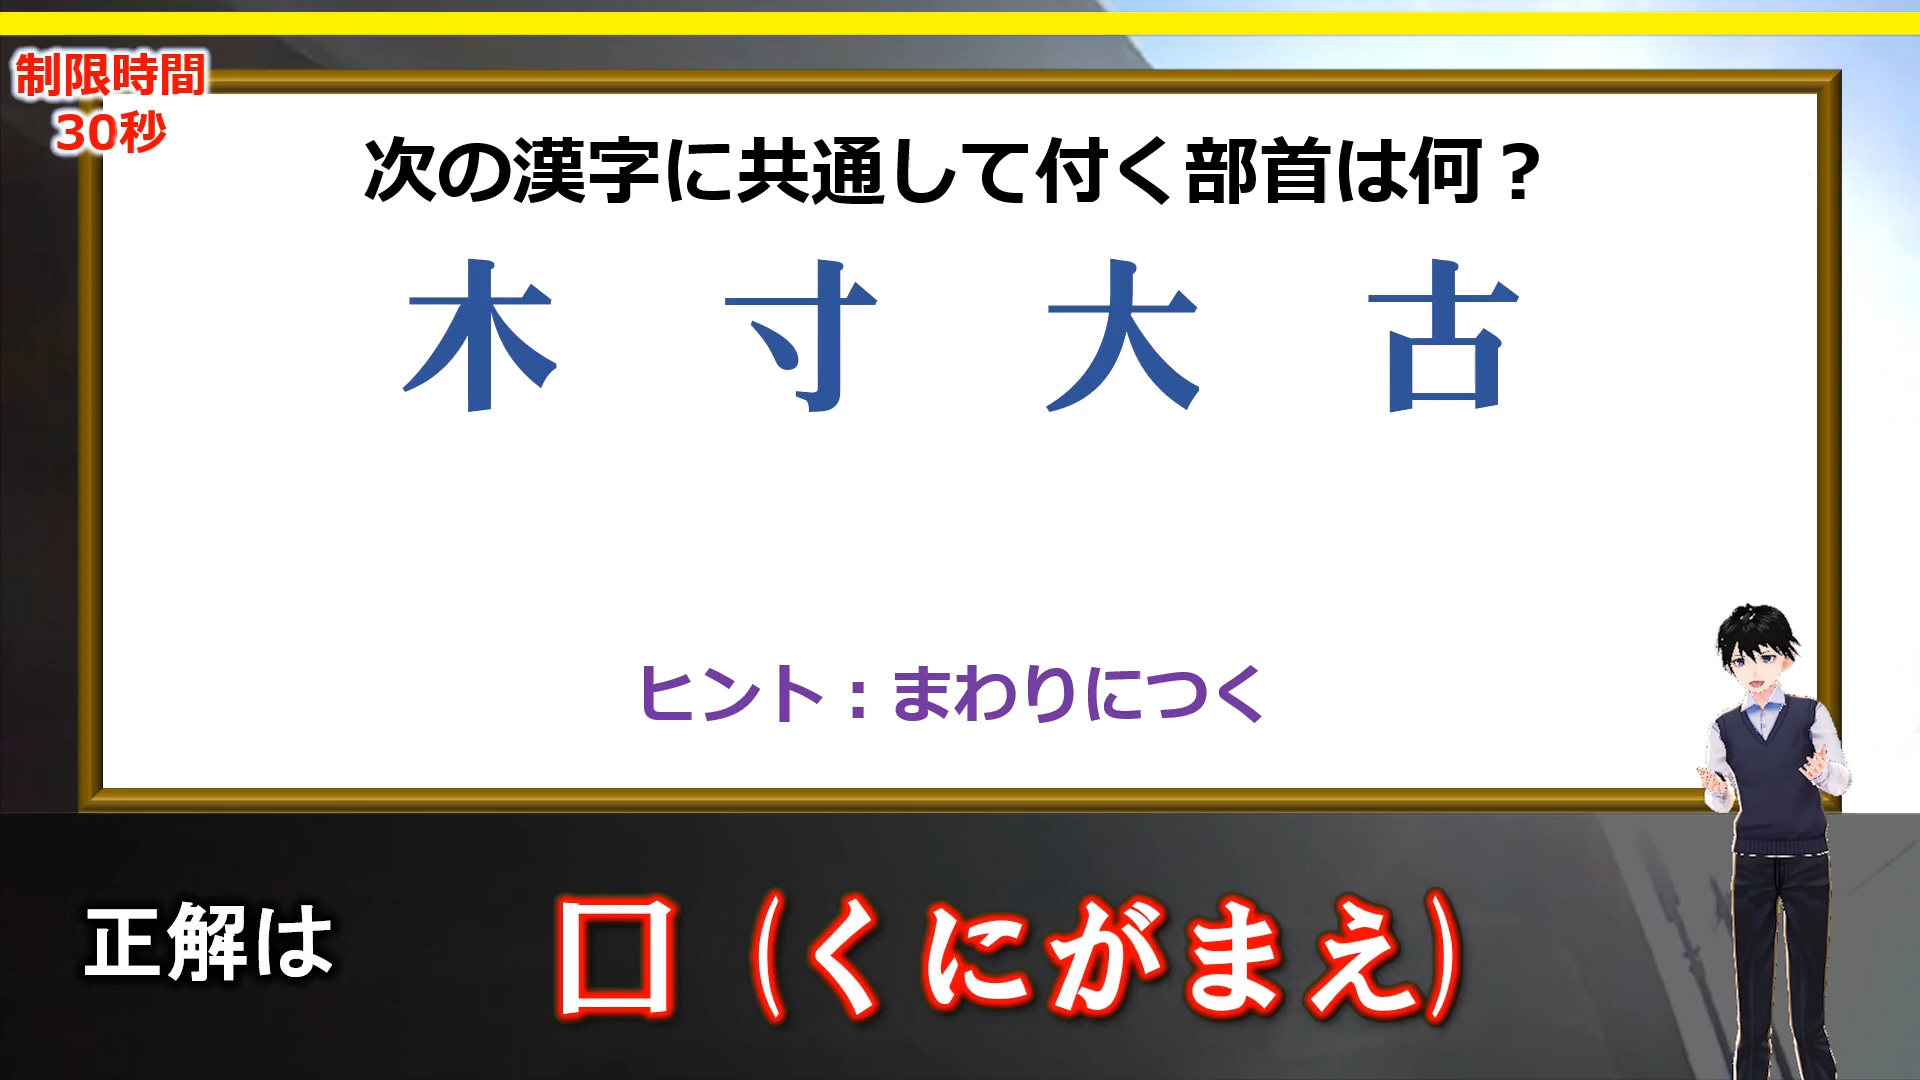 制限時間
30秒
次の漢字に共通して付く部首は何？
木 寸 大 古
ヒント：まわりにつく
正解は 囗（くにがまえ）